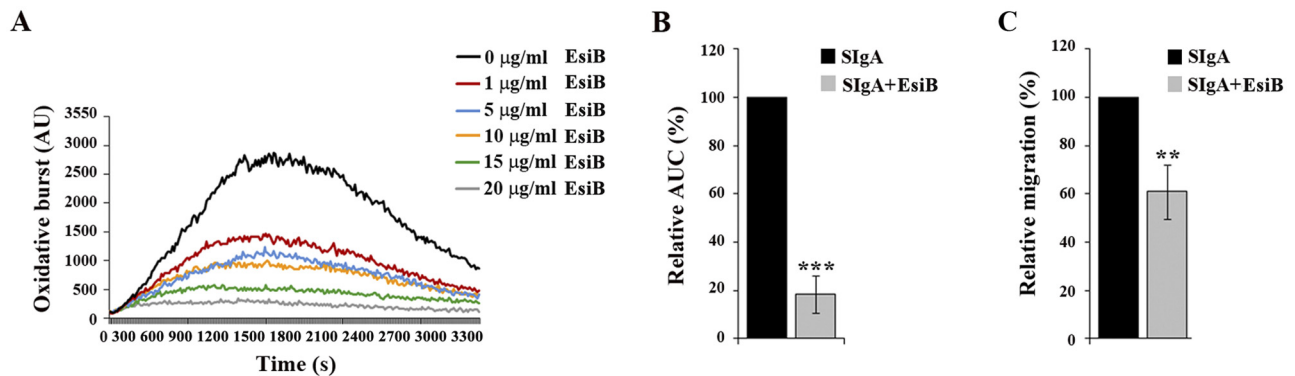 A
0 μg/ml EsiB
1 μg/ml EsiB
5 μg/ml EsiB
10 μg/ml EsiB
15 μg/ml EsiB
20 μg/ml EsiB
Oxidative burst (AU)
3550
3000
2500
2000
1500
1000
500
0
0 300 600 900 1200 1500 1800 2100 2400 2700 3000 3300
Time (s)
B
SIgA
SIgA+EsiB
Relative AUC (%)
120
100
80
60
40
20
0
***
C
SIgA
SIgA+EsiB
Relative migration (%)
120
100
80
60
40
20
0
**